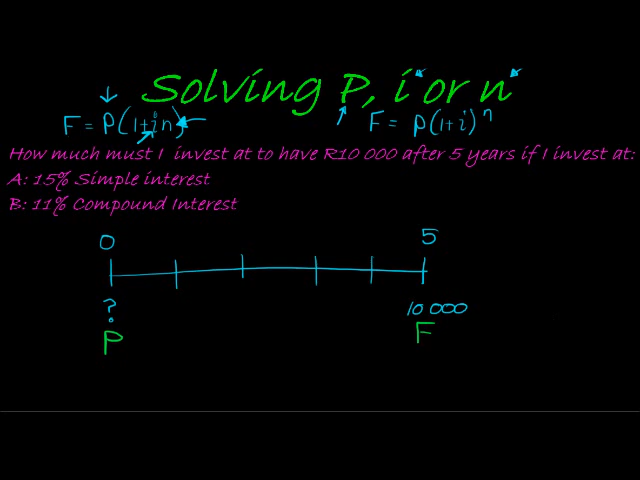 Solving P, i or n
F = P(1+in) F = P(1+i)ⁿ
How much must I invest at to have R10 000 after 5 years if I invest at:
A: 15% Simple interest
B: 11% Compound Interest
0 5
? 10 000
P F